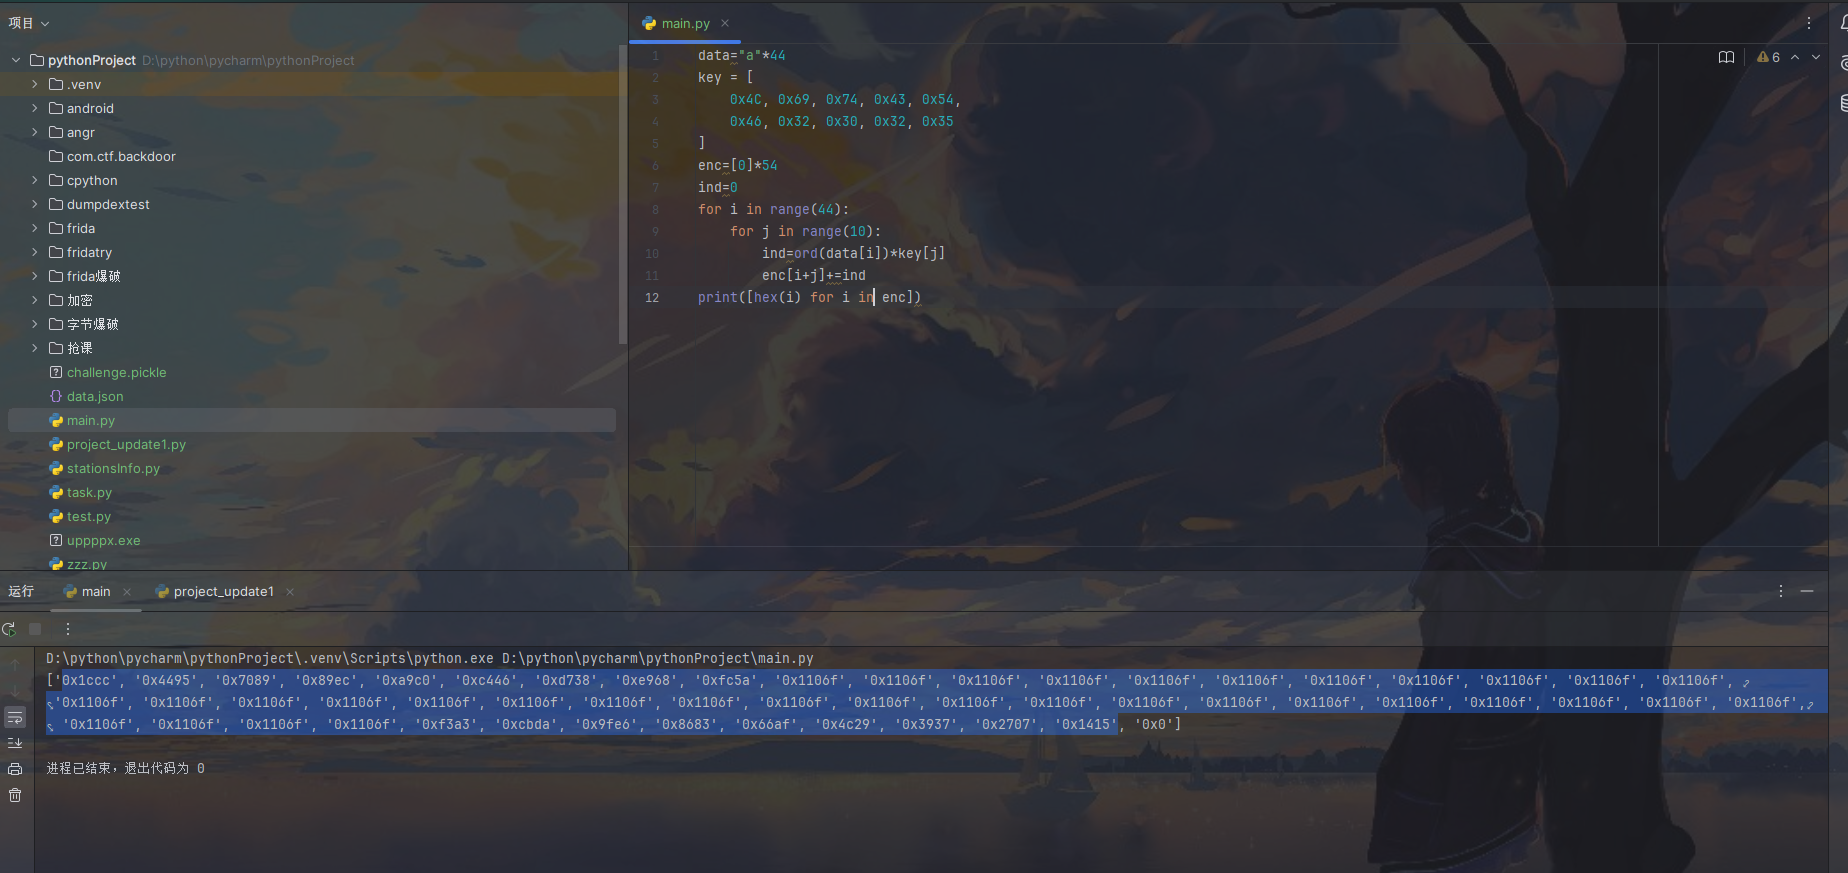 项目
pythonProject D:\python\pycharm\pythonProject
.venv
android
angr
com.ctf.backdoor
cpython
dumpdextest
frida
fridatry
frida爆破
加密
字节爆破
抢课
challenge.pickle
data.json
main.py
project_update1.py
stationsInfo.py
task.py
test.py
uppppx.exe
zzz.py
main.py
6
1 data="a"*44
2 key = [
3 0x4C, 0x69, 0x74, 0x43, 0x54,
4 0x46, 0x32, 0x30, 0x32, 0x35
5 ]
6 enc=[0]*54
7 ind=0
8 for i in range(44):
9 for j in range(10):
10 ind=ord(data[i])*key[j]
11 enc[i+j]+=ind
12 print([hex(i) for i in enc])
运行 main project_update1
D:\python\pycharm\pythonProject\.venv\Scripts\python.exe D:\python\pycharm\pythonProject\main.py
['0x1ccc', '0x4495', '0x7089', '0x89ec', '0xa9c0', '0xc446', '0xd738', '0xe968', '0xfc5a', '0x1106f', '0x1106f', '0x1106f', '0x1106f', '0x1106f', '0x1106f', '0x1106f', '0x1106f', '0x1106f', '0x1106f', '0x1106f',
'0x1106f', '0x1106f', '0x1106f', '0x1106f', '0x1106f', '0x1106f', '0x1106f', '0x1106f', '0x1106f', '0x1106f', '0x1106f', '0x1106f', '0x1106f', '0x1106f', '0x1106f', '0x1106f', '0x1106f', '0x1106f', '0x1106f', '0x1106f',
'0x1106f', '0x1106f', '0x1106f', '0x1106f', '0xf3a3', '0xcbda', '0x9fe6', '0x8683', '0x66af', '0x4c29', '0x3937', '0x2707', '0x1415', '0x0']
进程已结束，退出代码为 0